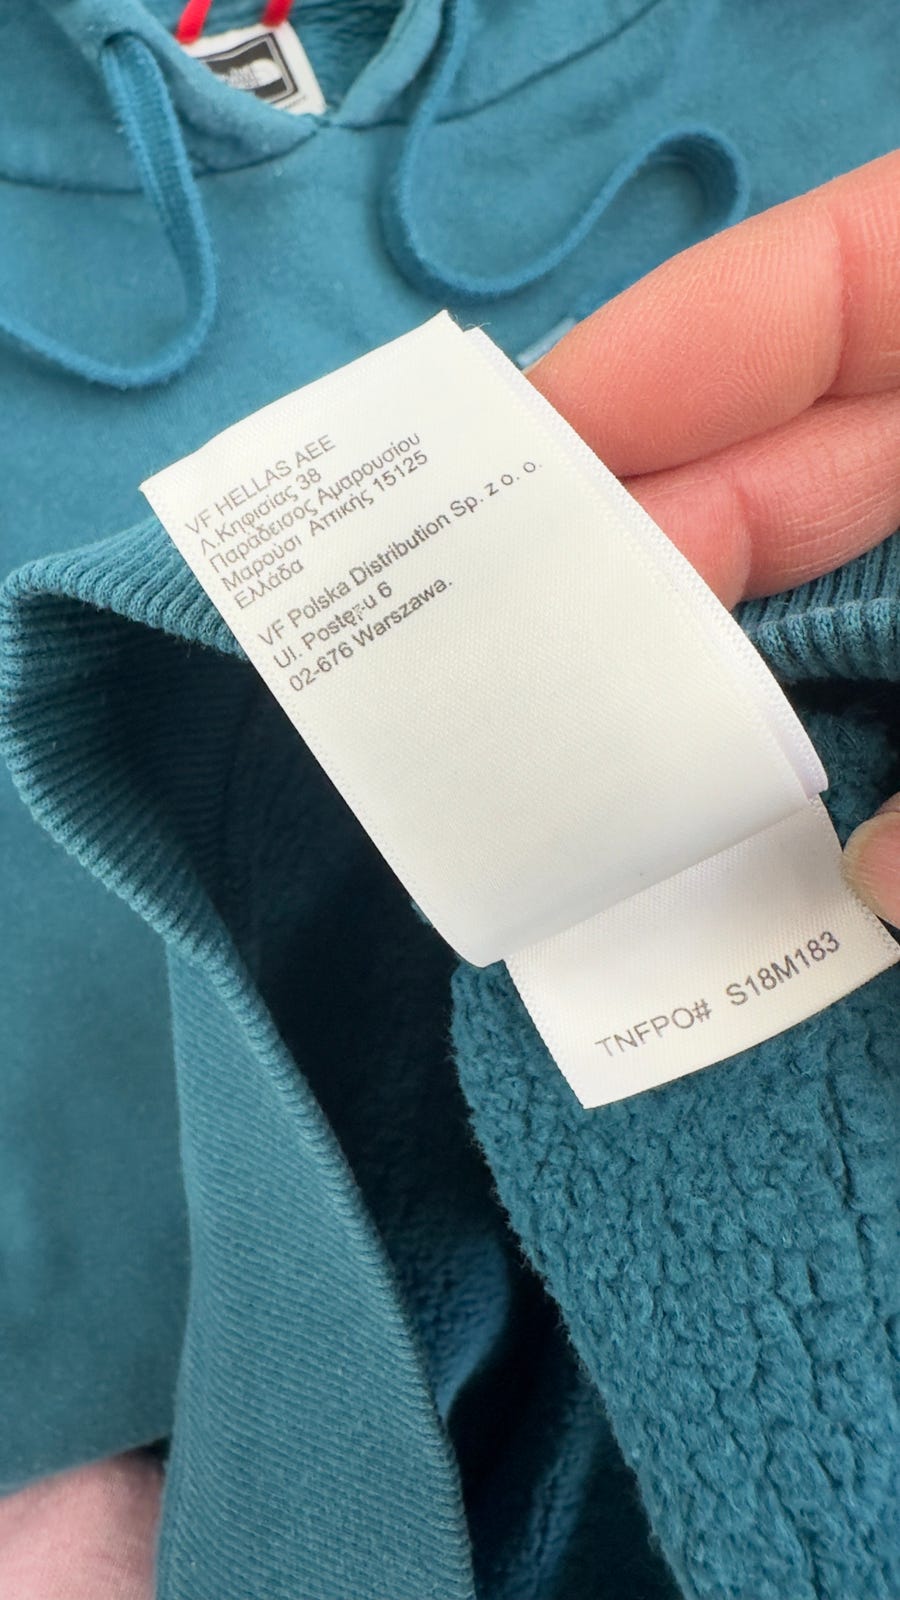 VF HELLAS AEE
Λ.Κηφισίας 38
Παράδεισος Αμαρουσίου
Μαρούσι Αττικής 15125
Ελλάδα
VF Polska Distribution Sp. z o. o.
Ul. 6
02-676 Warszawa.
TNFPO# S18M183